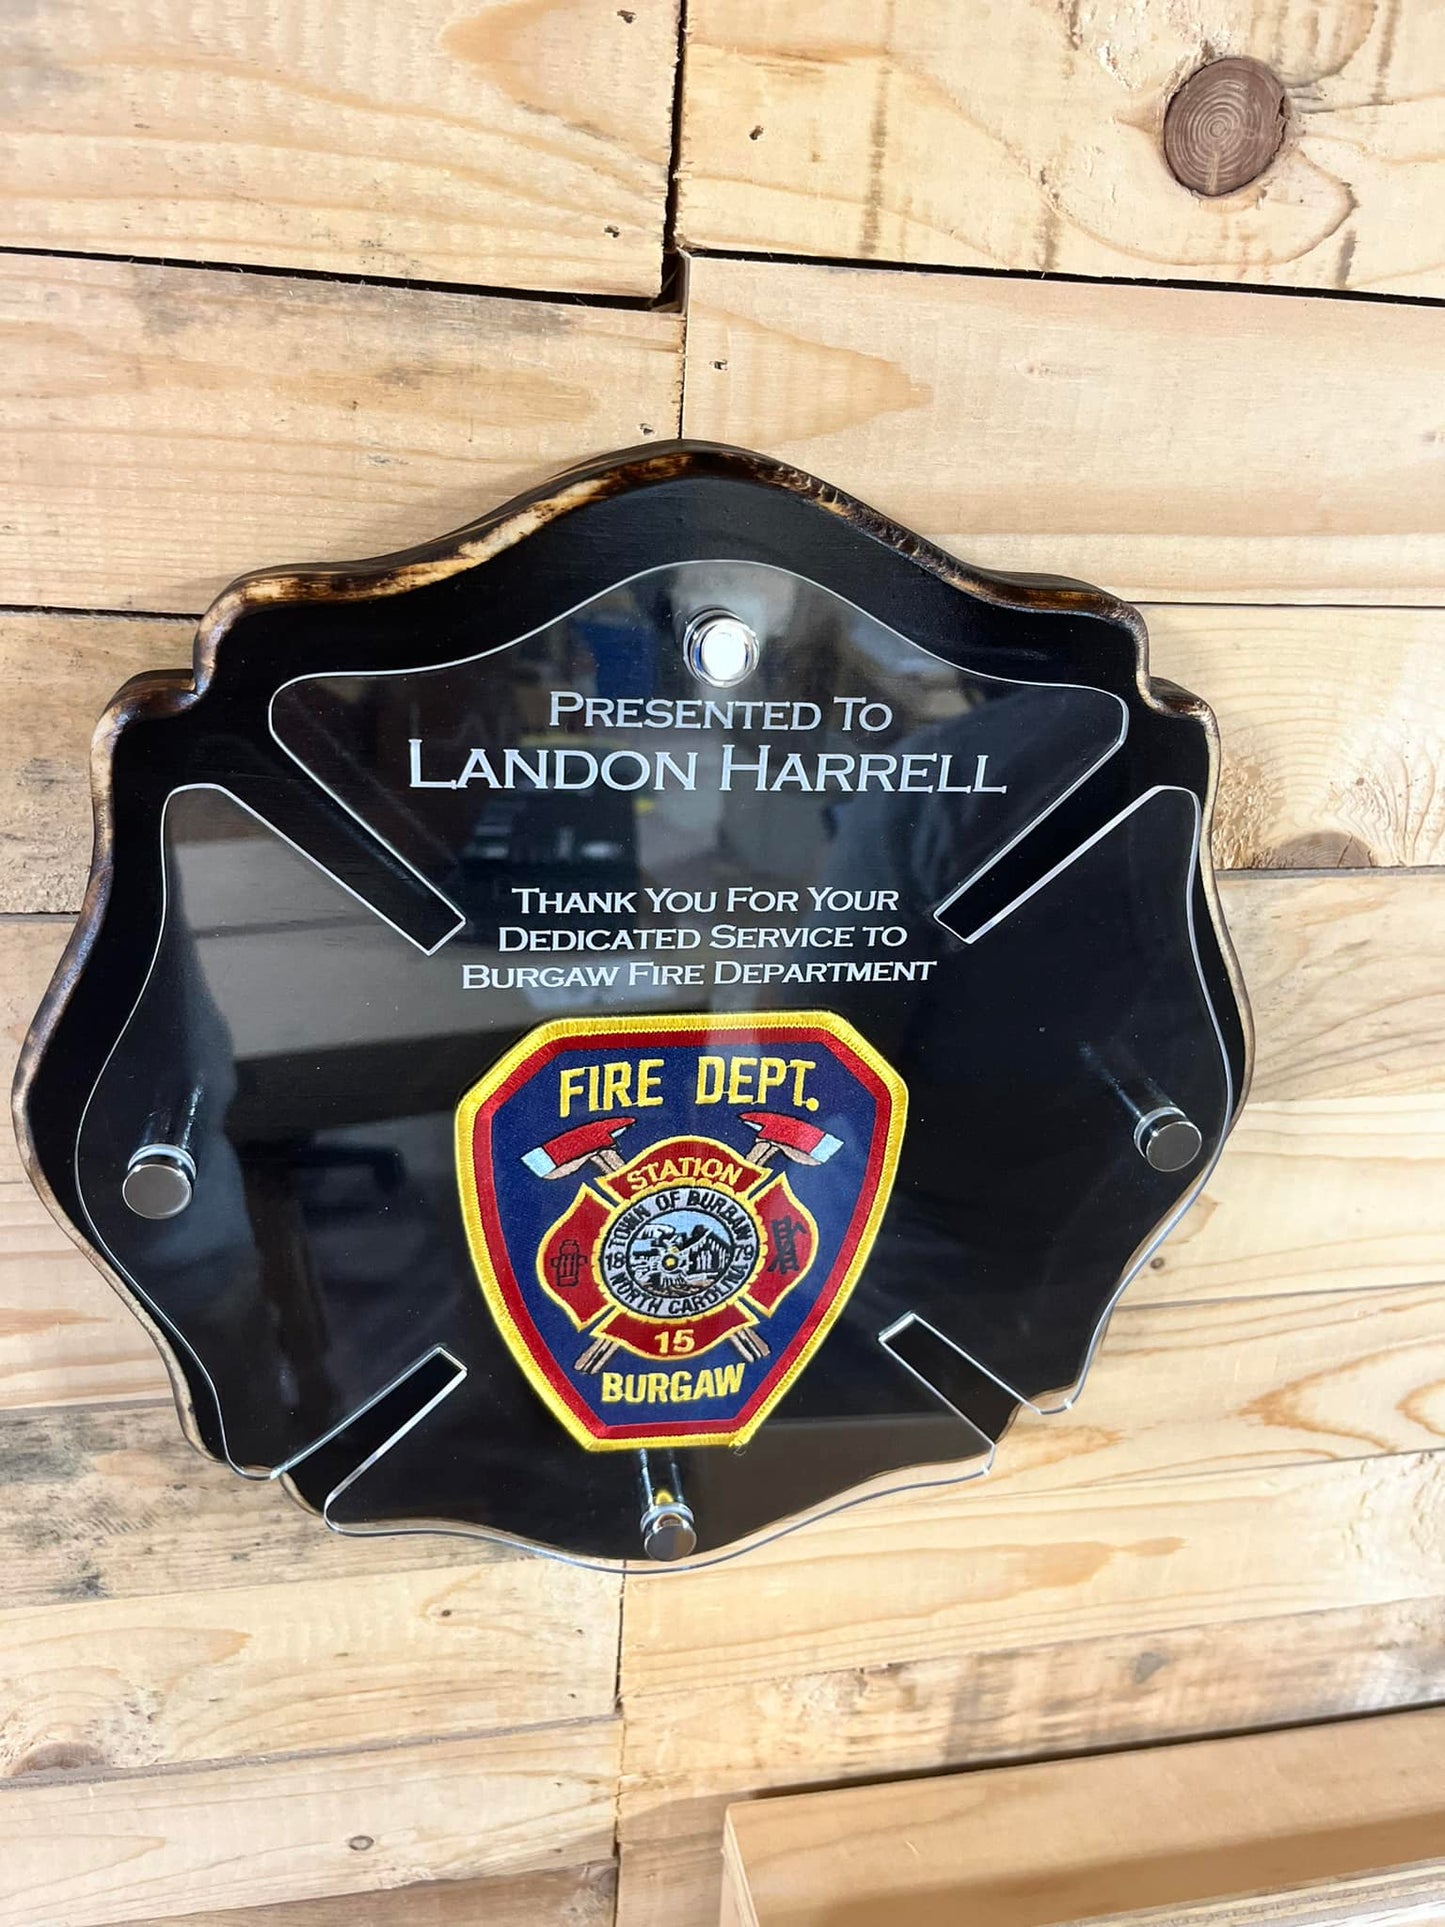 PRESENTED TO
LANDON HARRELL
THANK YOU FOR YOUR
DEDICATED SERVICE TO
BURGAW FIRE DEPARTMENT
FIRE DEPT.
STATION
TOWN OF BURGAW
18 79
NORTH CAROLINA
15
BURGAW